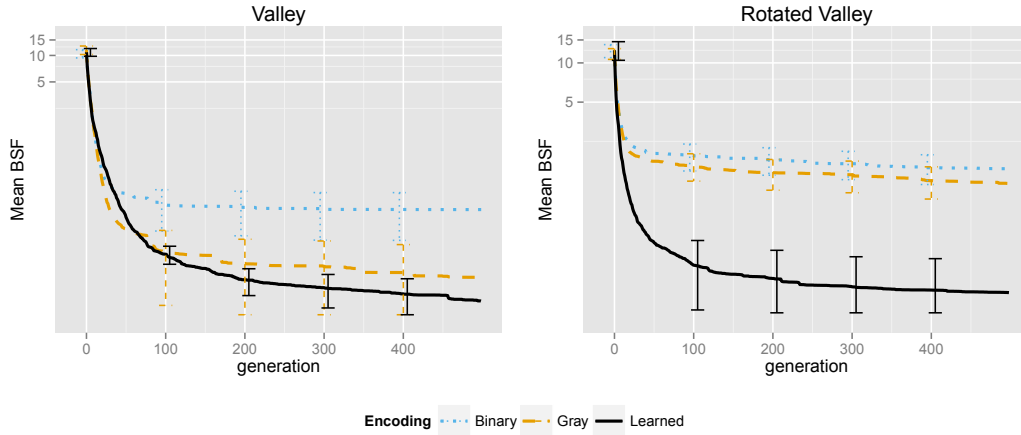 Valley
Rotated Valley
15
10
5
Mean BSF
0
100
200
300
400
generation
15
10
5
Mean BSF
0
100
200
300
400
generation
Encoding Binary Gray Learned